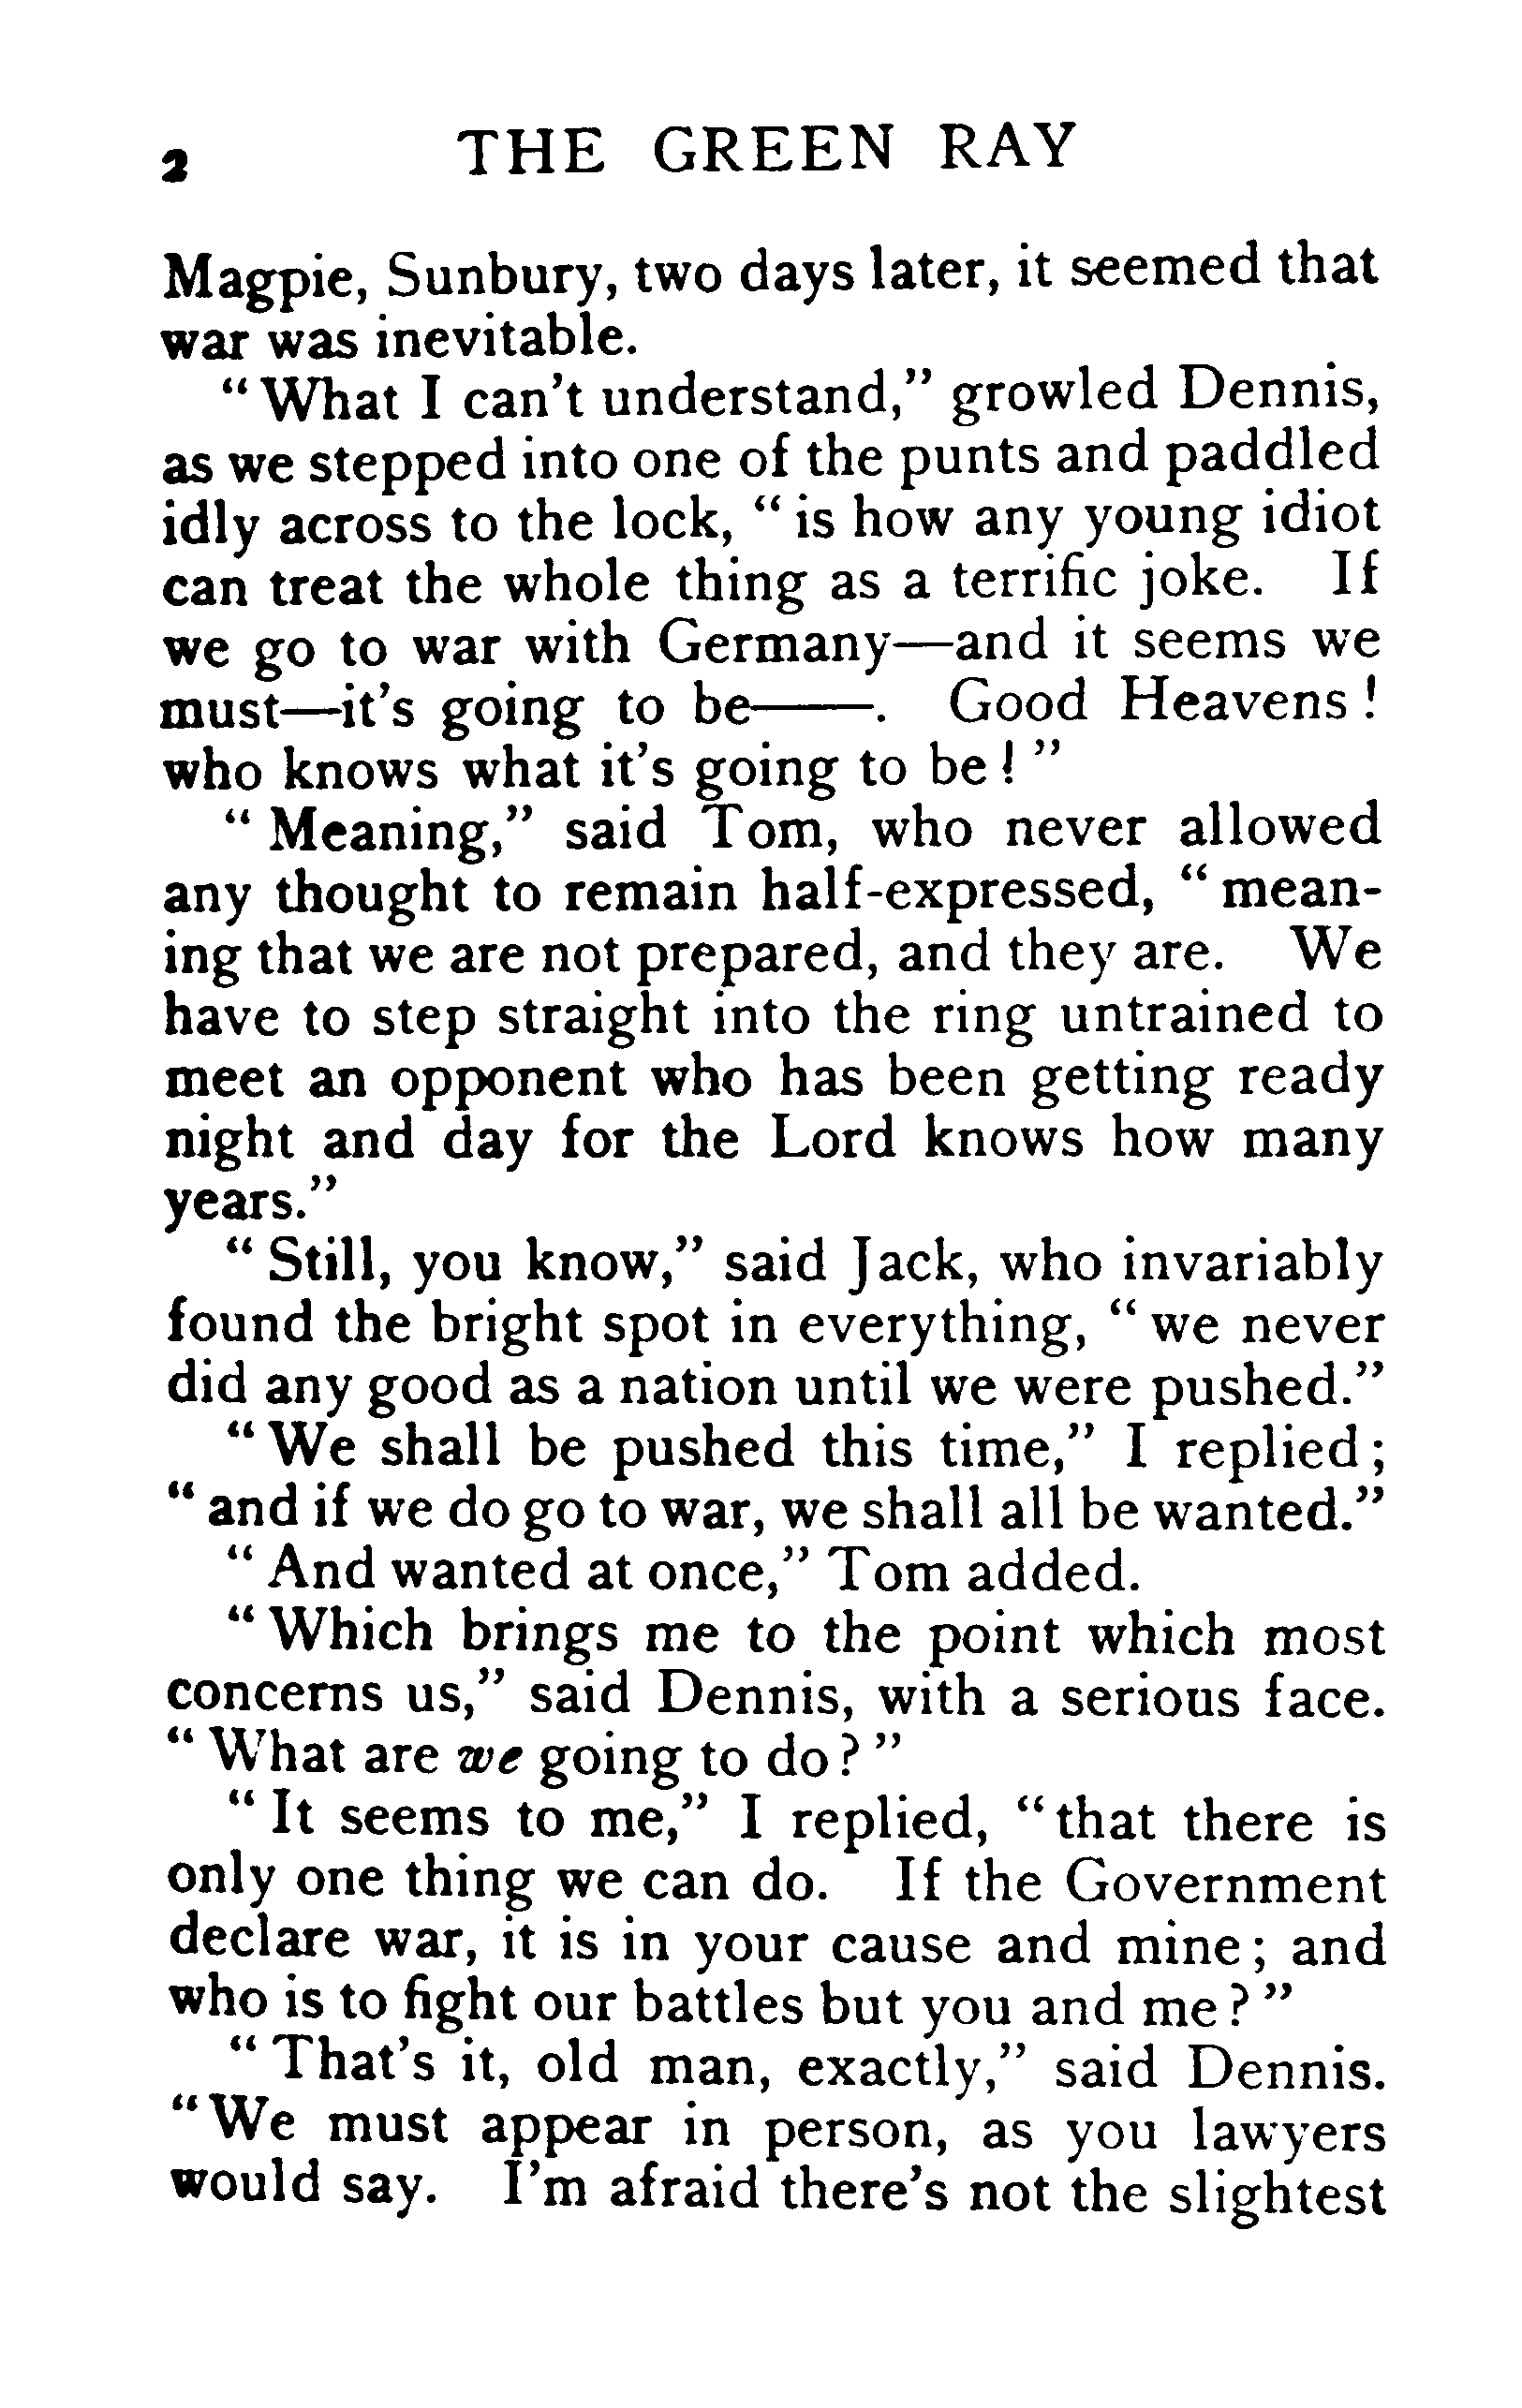 2 THE GREEN RAY
Magpie, Sunbury, two days later, it seemed that
war was inevitable.
“ What I can’t understand,” growled Dennis,
as we stepped into one of the punts and paddled
idly across to the lock, “ is how any young idiot
can treat the whole thing as a terrific joke. If
we go to war with Germany—and it seems we
must—it’s going to be——. Good Heavens !
who knows what it’s going to be ! ”
“ Meaning,” said Tom, who never allowed
any thought to remain half-expressed, “ mean-
ing that we are not prepared, and they are. We
have to step straight into the ring untrained to
meet an opponent who has been getting ready
night and day for the Lord knows how many
years.”
“ Still, you know,” said Jack, who invariably
found the bright spot in everything, “ we never
did any good as a nation until we were pushed.”
“ We shall be pushed this time,” I replied ;
“ and if we do go to war, we shall all be wanted.”
“ And wanted at once,” Tom added.
“ Which brings me to the point which most
concerns us,” said Dennis, with a serious face.
“ What are we going to do ? ”
“ It seems to me,” I replied, “ that there is
only one thing we can do. If the Government
declare war, it is in your cause and mine ; and
who is to fight our battles but you and me ? ”
“ That’s it, old man, exactly,” said Dennis.
“ We must appear in person, as you lawyers
would say. I’m afraid there’s not the slightest